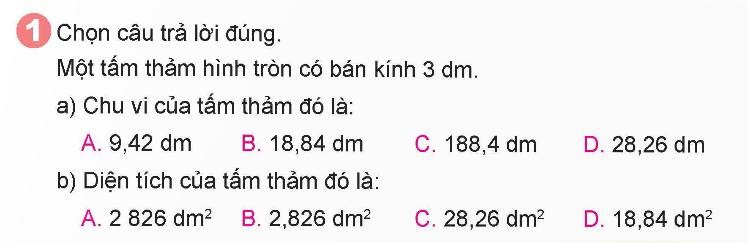 1 Chọn câu trả lời đúng.
Một tấm thảm hình tròn có bán kính 3 dm.
a) Chu vi của tấm thảm đó là:
A. 9,42 dm B. 18,84 dm C. 188,4 dm D. 28,26 dm
b) Diện tích của tấm thảm đó là:
A. 2 826 dm² B. 2,826 dm² C. 28,26 dm² D. 18,84 dm²